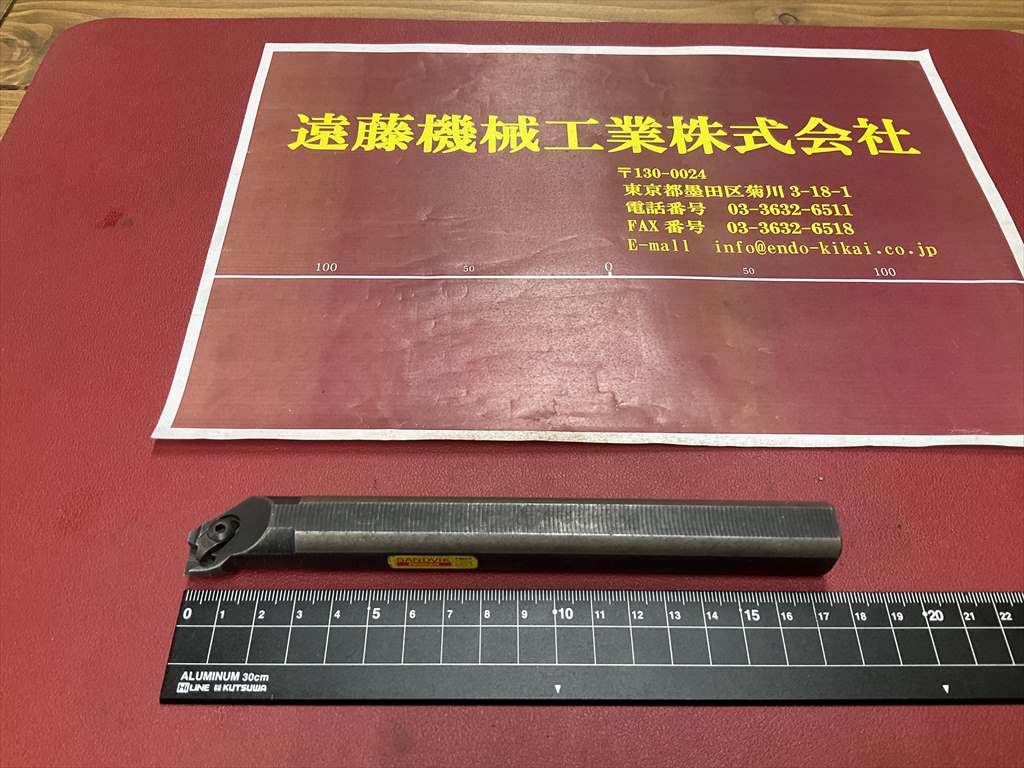 遠藤機械工業株式会社
〒130-0024
東京都墨田区菊川 3-18-1
電話番号 03-3632-6511
FAX 番号 03-3632-6518
E-mall info@endo-kikai.co.jp
100 50 0 50 100
SANDVIK
0 1 2 3 4 5 6 7 8 9 10 11 12 13 14 15 16 17 18 19 20 21 22
ALUMINUM 30cm
Hi LINE KUTSUWA